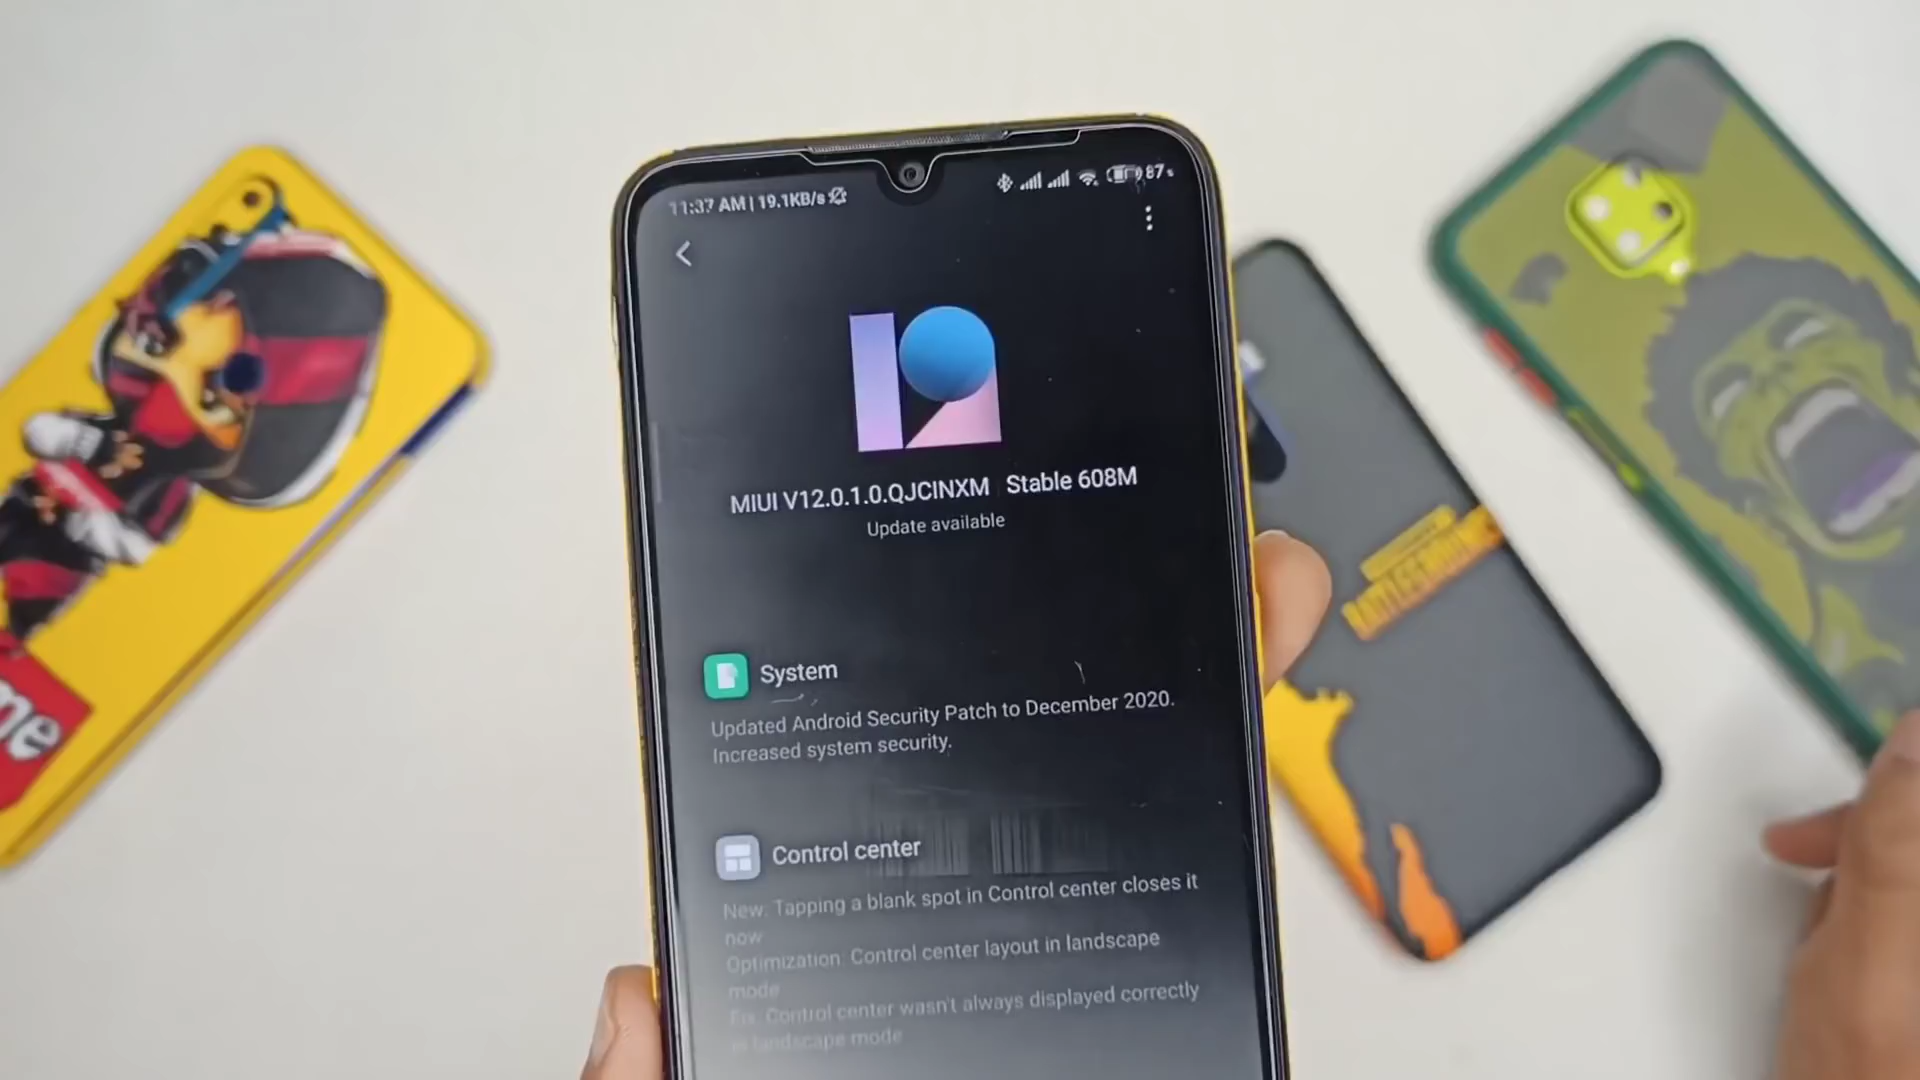 11:37 AM | 19.1KB/s
87%
MIUI V12.0.1.0.QJCINXM Stable 608M
Update available
System
Updated Android Security Patch to December 2020.
Increased system security.
Control center
New: Tapping a blank spot in Control center closes it
now
Optimization: Control center layout in landscape
mode
Fix: Control center wasn't always displayed correctly
in landscape mode
me